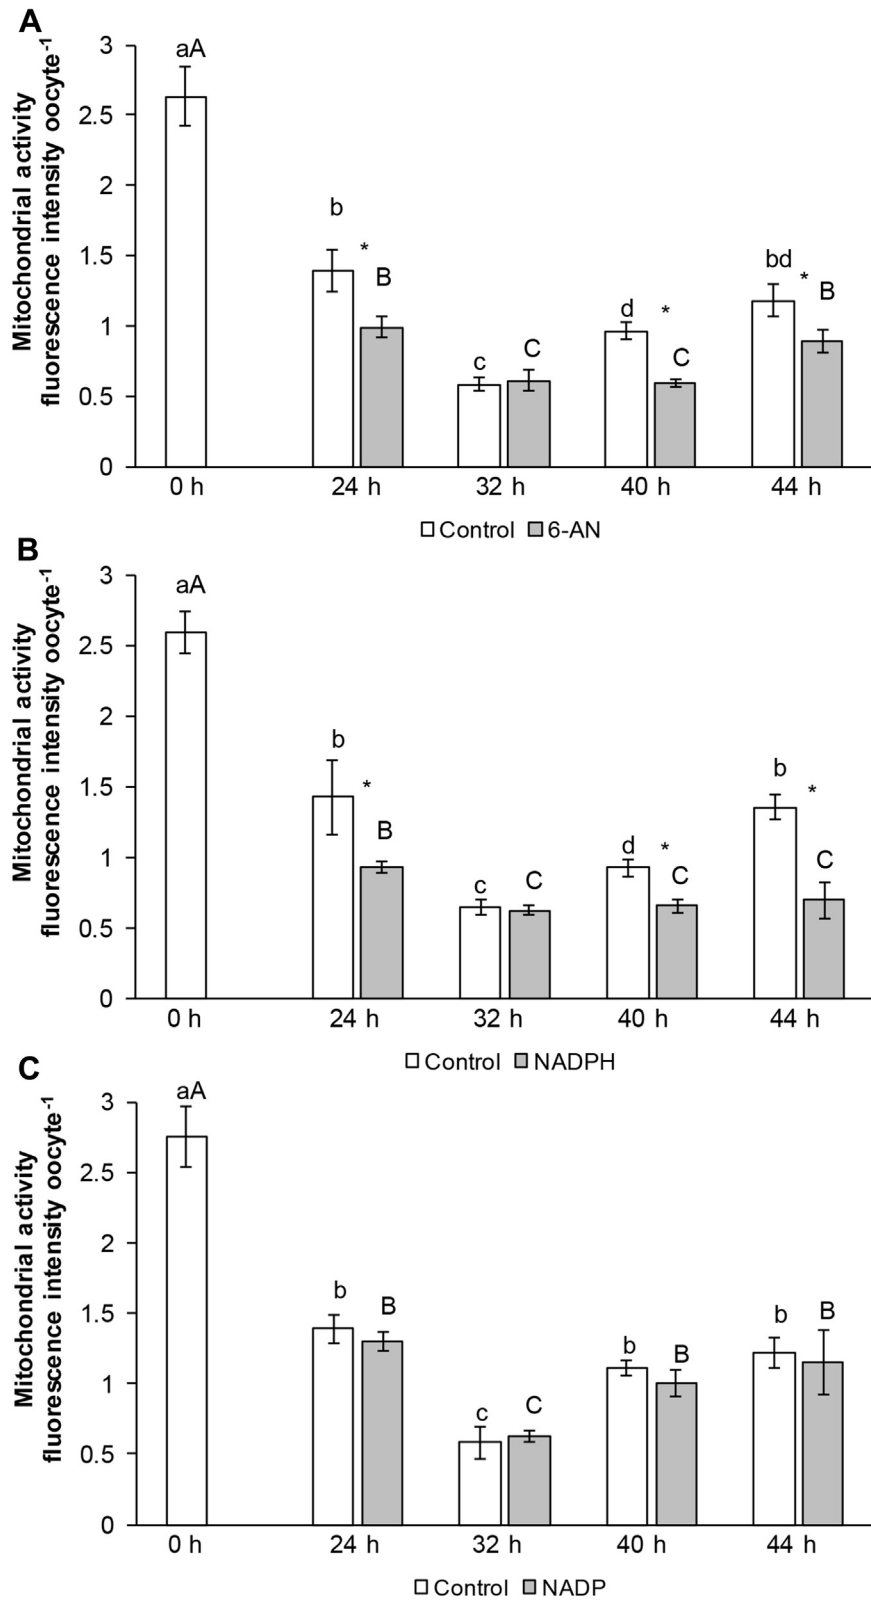 A
Mitochondrial activity
fluorescence intensity oocyte-1
3
2.5
2
1.5
1
0.5
0
aA
b
*
B
c
C
d
*
C
bd
*
B
0 h 24 h 32 h 40 h 44 h
Control 6-AN
B
Mitochondrial activity
fluorescence intensity oocyte-1
3
2.5
2
1.5
1
0.5
0
aA
b
*
B
c
C
d
*
C
b
*
C
0 h 24 h 32 h 40 h 44 h
Control NADPH
C
Mitochondrial activity
fluorescence intensity oocyte-1
3
2.5
2
1.5
1
0.5
0
aA
b
B
c
C
b
B
b
B
0 h 24 h 32 h 40 h 44 h
Control NADP